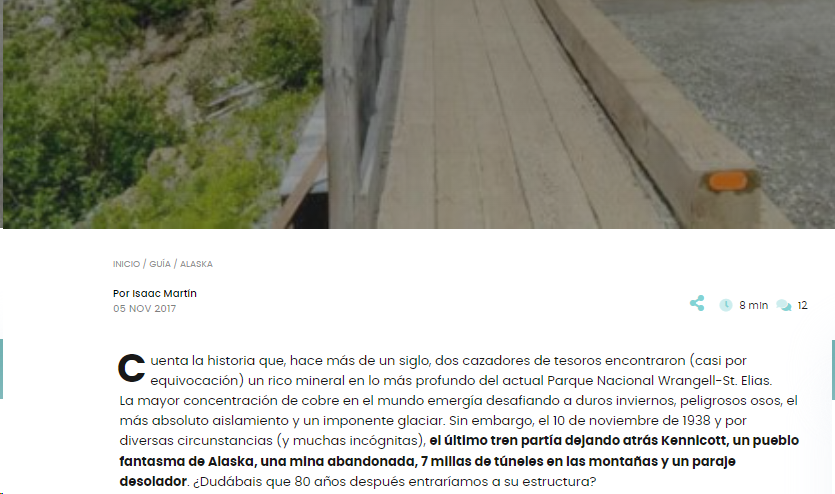 INICIO / GUÍA / ALASKA
Por Isaac Martín
05 NOV 2017
8 min 12
Cuenta la historia que, hace más de un siglo, dos cazadores de tesoros encontraron (casi por
equivocación) un rico mineral en lo más profundo del actual Parque Nacional Wrangell-St. Elias.
La mayor concentración de cobre en el mundo emergía desafiando a duros inviernos, peligrosos osos, el
más absoluto aislamiento y un imponente glaciar. Sin embargo, el 10 de noviembre de 1938 y por
diversas circunstancias (y muchas incógnitas), el último tren partía dejando atrás Kennicott, un pueblo
fantasma de Alaska, una mina abandonada, 7 millas de túneles en las montañas y un paraje
desolador. ¿Dudábais que 80 años después entraríamos a su estructura?